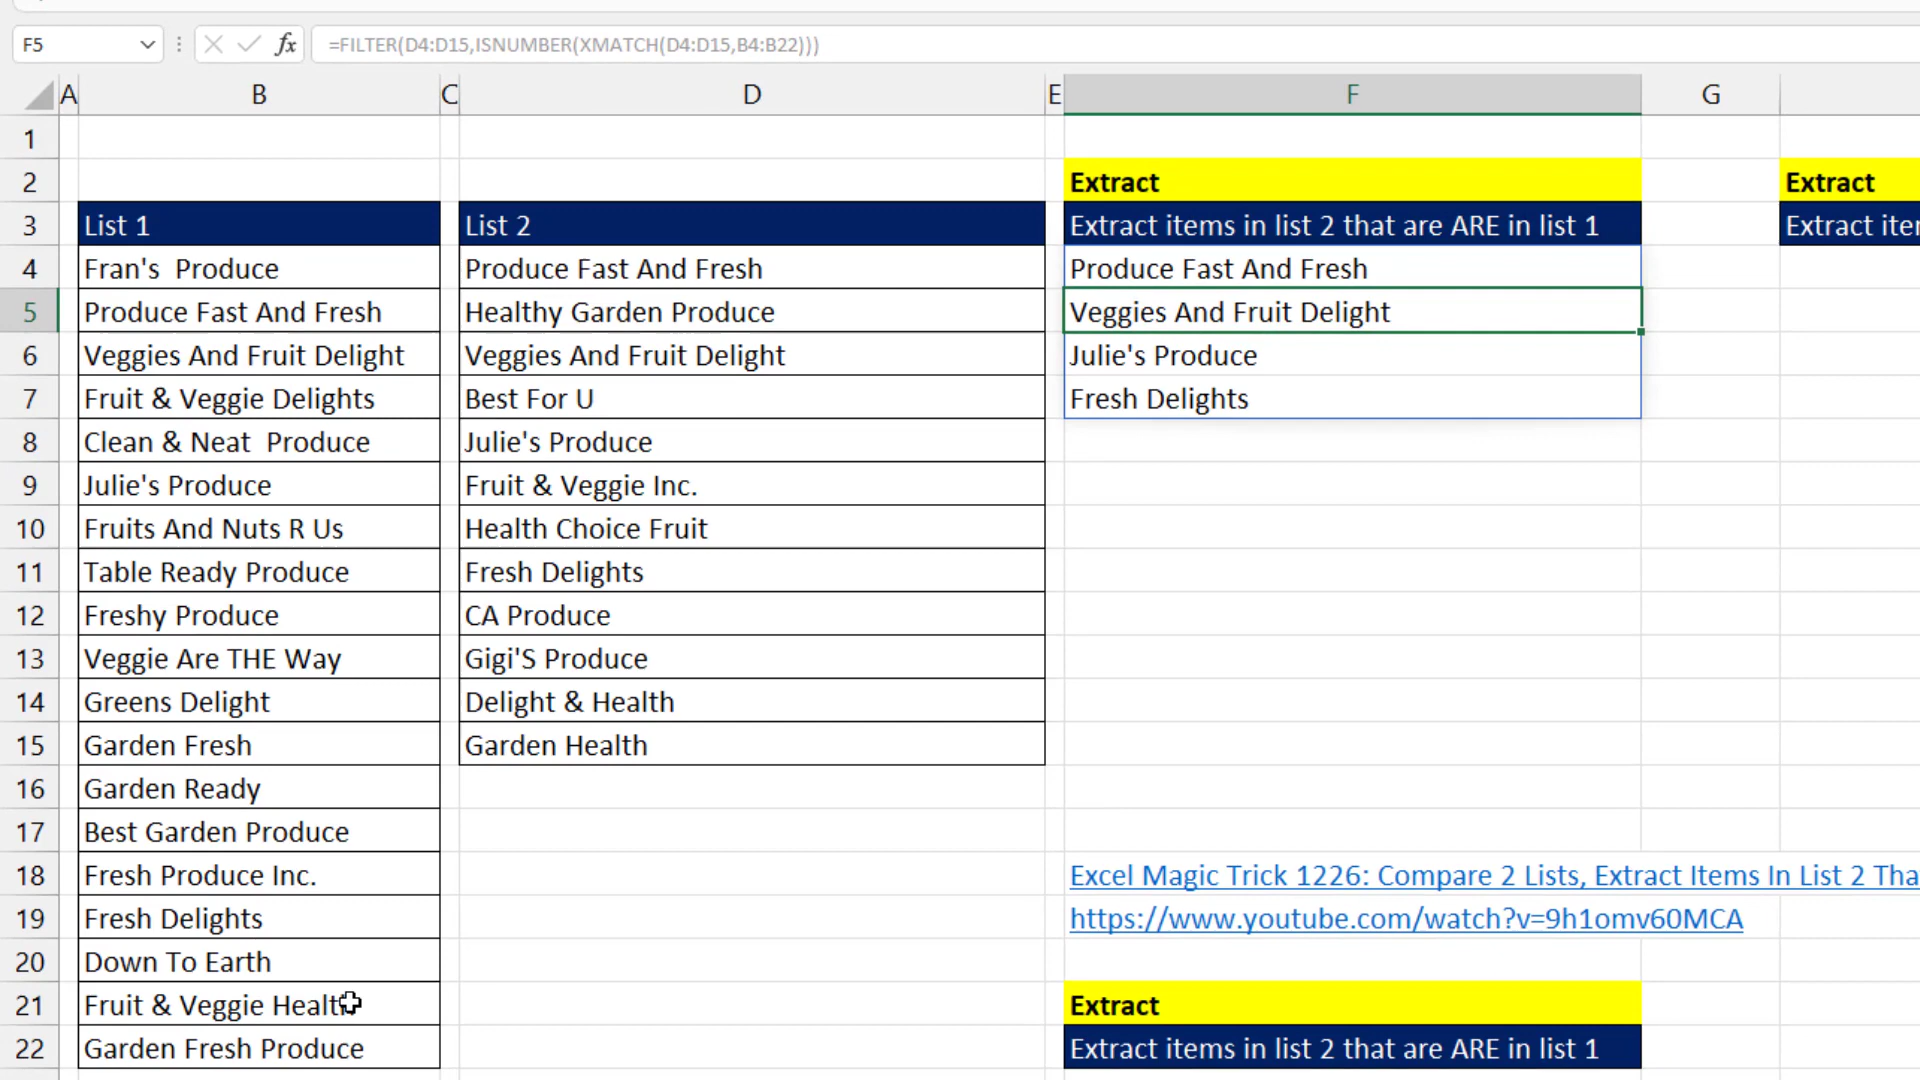 F5 fx =FILTER(D4:D15,ISNUMBER(XMATCH(D4:D15,B4:B22)))
A B C D E F G
1
2 Extract Extract
3 List 1 List 2 Extract items in list 2 that are ARE in list 1
4 Fran's  Produce Produce Fast And Fresh Produce Fast And Fresh
5 Produce Fast And Fresh Healthy Garden Produce Veggies And Fruit Delight
6 Veggies And Fruit Delight Veggies And Fruit Delight Julie's Produce
7 Fruit & Veggie Delights Best For U Fresh Delights
8 Clean & Neat  Produce Julie's Produce
9 Julie's Produce Fruit & Veggie Inc.
10 Fruits And Nuts R Us Health Choice Fruit
11 Table Ready Produce Fresh Delights
12 Freshy Produce CA Produce
13 Veggie Are THE Way Gigi'S Produce
14 Greens Delight Delight & Health
15 Garden Fresh Garden Health
16 Garden Ready
17 Best Garden Produce
18 Fresh Produce Inc. Excel Magic Trick 1226: Compare 2 Lists, Extract Items In List 2 Tha
19 Fresh Delights https://www.youtube.com/watch?v=9h1omv60MCA
20 Down To Earth
21 Fruit & Veggie Health Extract
22 Garden Fresh Produce Extract items in list 2 that are ARE in list 1